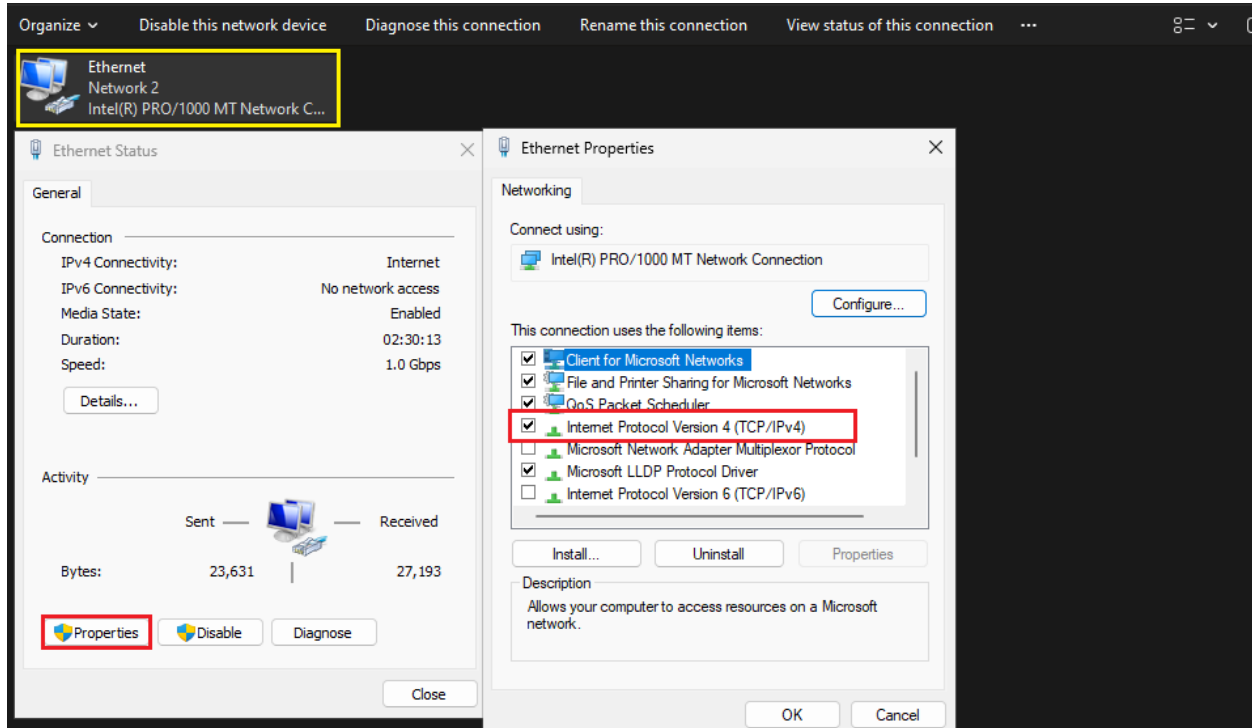 Organize Disable this network device Diagnose this connection Rename this connection View status of this connection ...
Ethernet
Network 2
Intel(R) PRO/1000 MT Network C...
Ethernet Status
General
Connection
IPv4 Connectivity: Internet
IPv6 Connectivity: No network access
Media State: Enabled
Duration: 02:30:13
Speed: 1.0 Gbps
Details...
Activity
Sent Received
Bytes: 23,631 27,193
Properties Disable Diagnose
Close
Ethernet Properties
Networking
Connect using:
Intel(R) PRO/1000 MT Network Connection
Configure...
This connection uses the following items:
Client for Microsoft Networks
File and Printer Sharing for Microsoft Networks
QoS Packet Scheduler
Internet Protocol Version 4 (TCP/IPv4)
Microsoft Network Adapter Multiplexor Protocol
Microsoft LLDP Protocol Driver
Internet Protocol Version 6 (TCP/IPv6)
Install... Uninstall Properties
Description
Allows your computer to access resources on a Microsoft
network.
OK Cancel